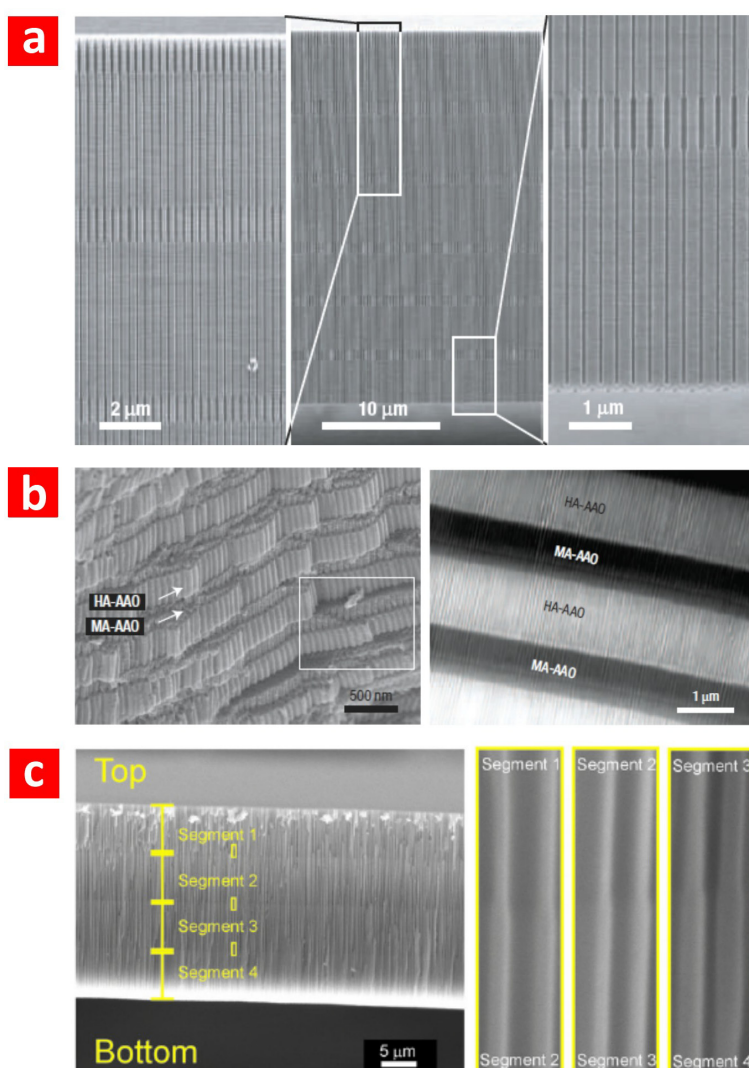 a
2 μm
10 μm
1 μm
b
HA-AAO
MA-AAO
500 nm
HA-AAO
MA-AAO
HA-AAO
MA-AAO
1 μm
c
Top
Segment 1
Segment 2
Segment 3
Segment 4
Bottom
5 μm
Segment 1
Segment 2
Segment 2
Segment 3
Segment 3
Segment 4